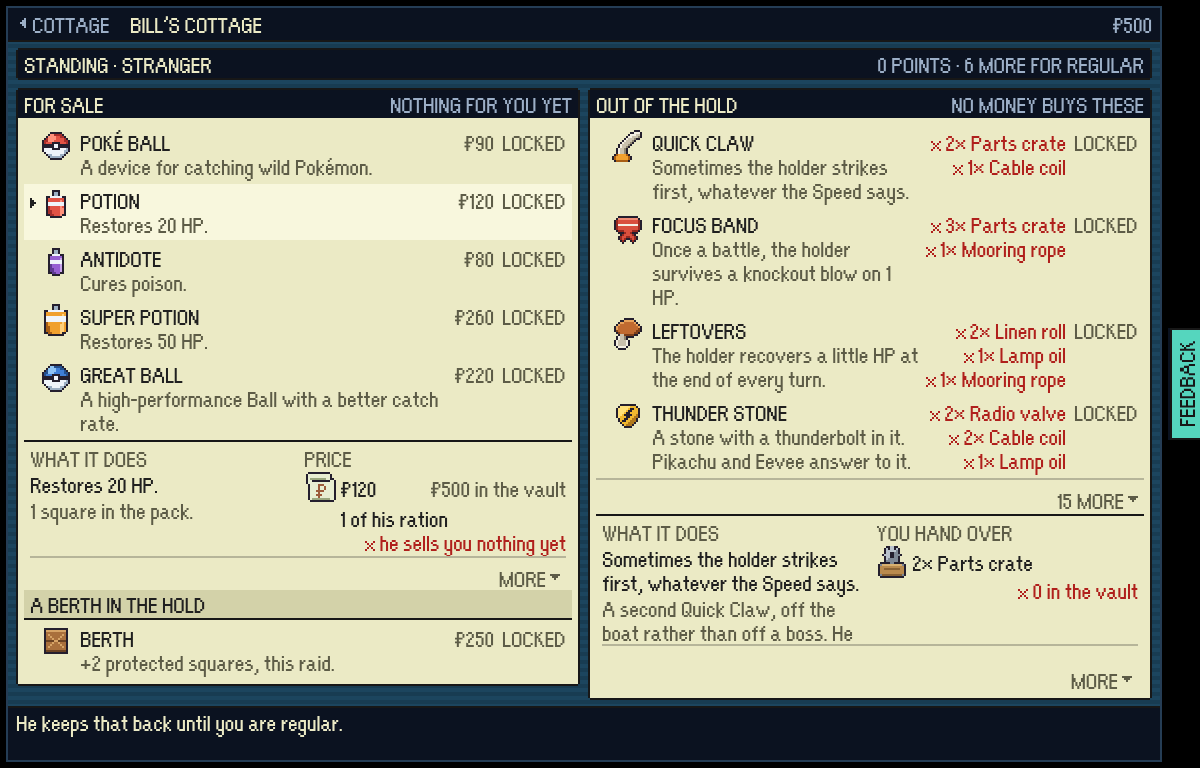 COTTAGE BILL'S COTTAGE ₽500
STANDING · STRANGER 0 POINTS · 6 MORE FOR REGULAR
FOR SALE NOTHING FOR YOU YET
POKÉ BALL ₽90 LOCKED
A device for catching wild Pokémon.
POTION ₽120 LOCKED
Restores 20 HP.
ANTIDOTE ₽80 LOCKED
Cures poison.
SUPER POTION ₽260 LOCKED
Restores 50 HP.
GREAT BALL ₽220 LOCKED
A high-performance Ball with a better catch
rate.
WHAT IT DOES PRICE
Restores 20 HP. ₽120 ₽500 in the vault
1 square in the pack.
1 of his ration
x he sells you nothing yet
MORE
A BERTH IN THE HOLD
BERTH ₽250 LOCKED
+2 protected squares, this raid.
OUT OF THE HOLD NO MONEY BUYS THESE
QUICK CLAW x 2× Parts crate LOCKED
Sometimes the holder strikes x 1× Cable coil
first, whatever the Speed says.
FOCUS BAND x 3× Parts crate LOCKED
Once a battle, the holder x 1× Mooring rope
survives a knockout blow on 1
HP.
LEFTOVERS x 2× Linen roll LOCKED
The holder recovers a little HP at x 1× Lamp oil
the end of every turn. x 1× Mooring rope
THUNDER STONE x 2× Radio valve LOCKED
A stone with a thunderbolt in it. x 2× Cable coil
Pikachu and Eevee answer to it. x 1× Lamp oil
15 MORE
WHAT IT DOES YOU HAND OVER
Sometimes the holder strikes 2× Parts crate
first, whatever the Speed says. x 0 in the vault
A second Quick Claw, off the
boat rather than off a boss. He
MORE
He keeps that back until you are regular.
FEEDBACK